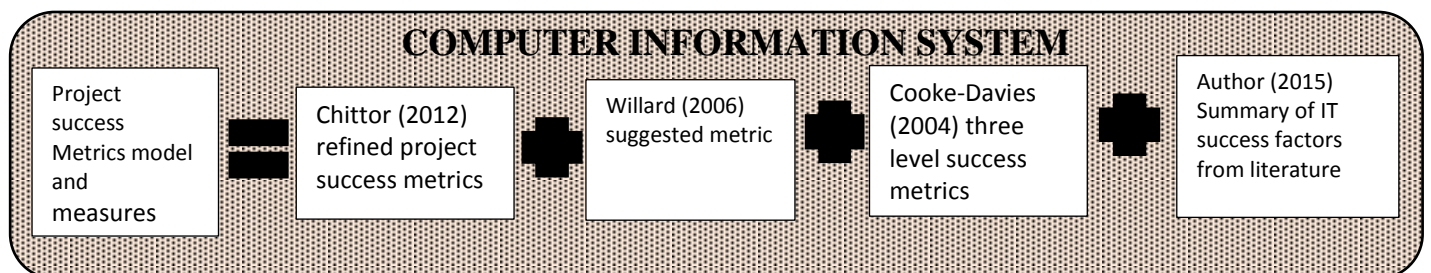 COMPUTER INFORMATION SYSTEM
Project
success
Metrics model
and
measures
Chittor (2012)
refined project
success metrics
Willard (2006)
suggested metric
Cooke-Davies
(2004) three
level success
metrics
Author (2015)
Summary of IT
success factors
from literature